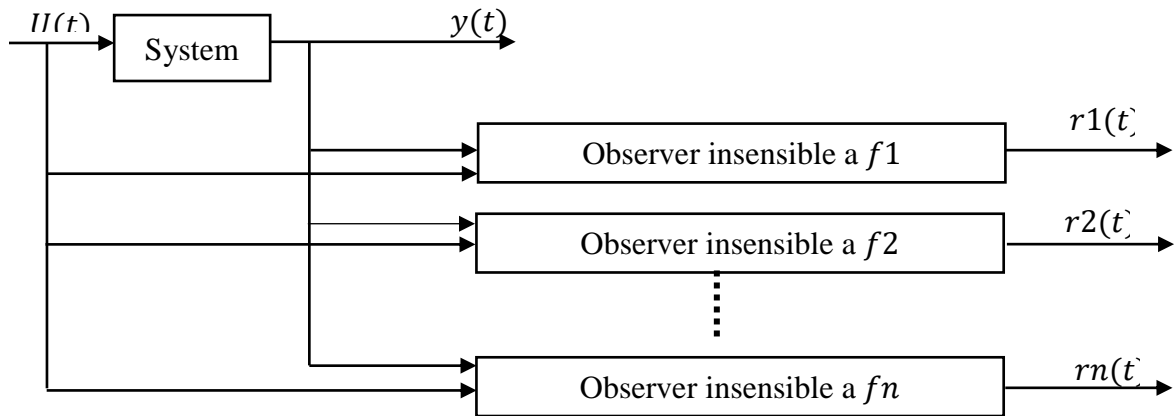 U(t)
y(t)
System
r1(t)
Observer insensible a f1
r2(t)
Observer insensible a f2
rn(t)
Observer insensible a fn